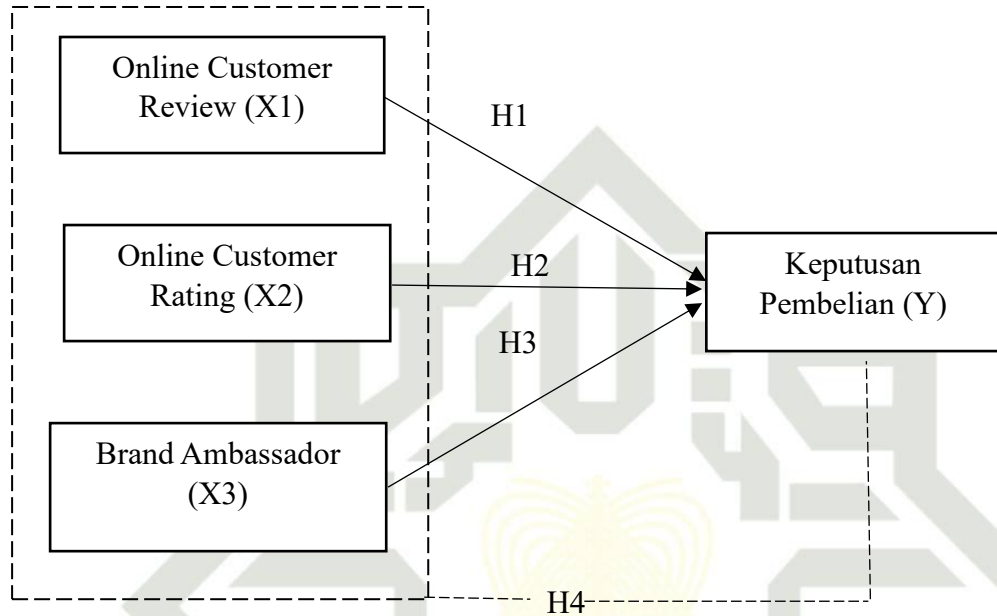 Online Customer
Review (X1)
H1
Online Customer
Rating (X2)
H2
Keputusan
Pembelian (Y)
H3
Brand Ambassador
(X3)
H4